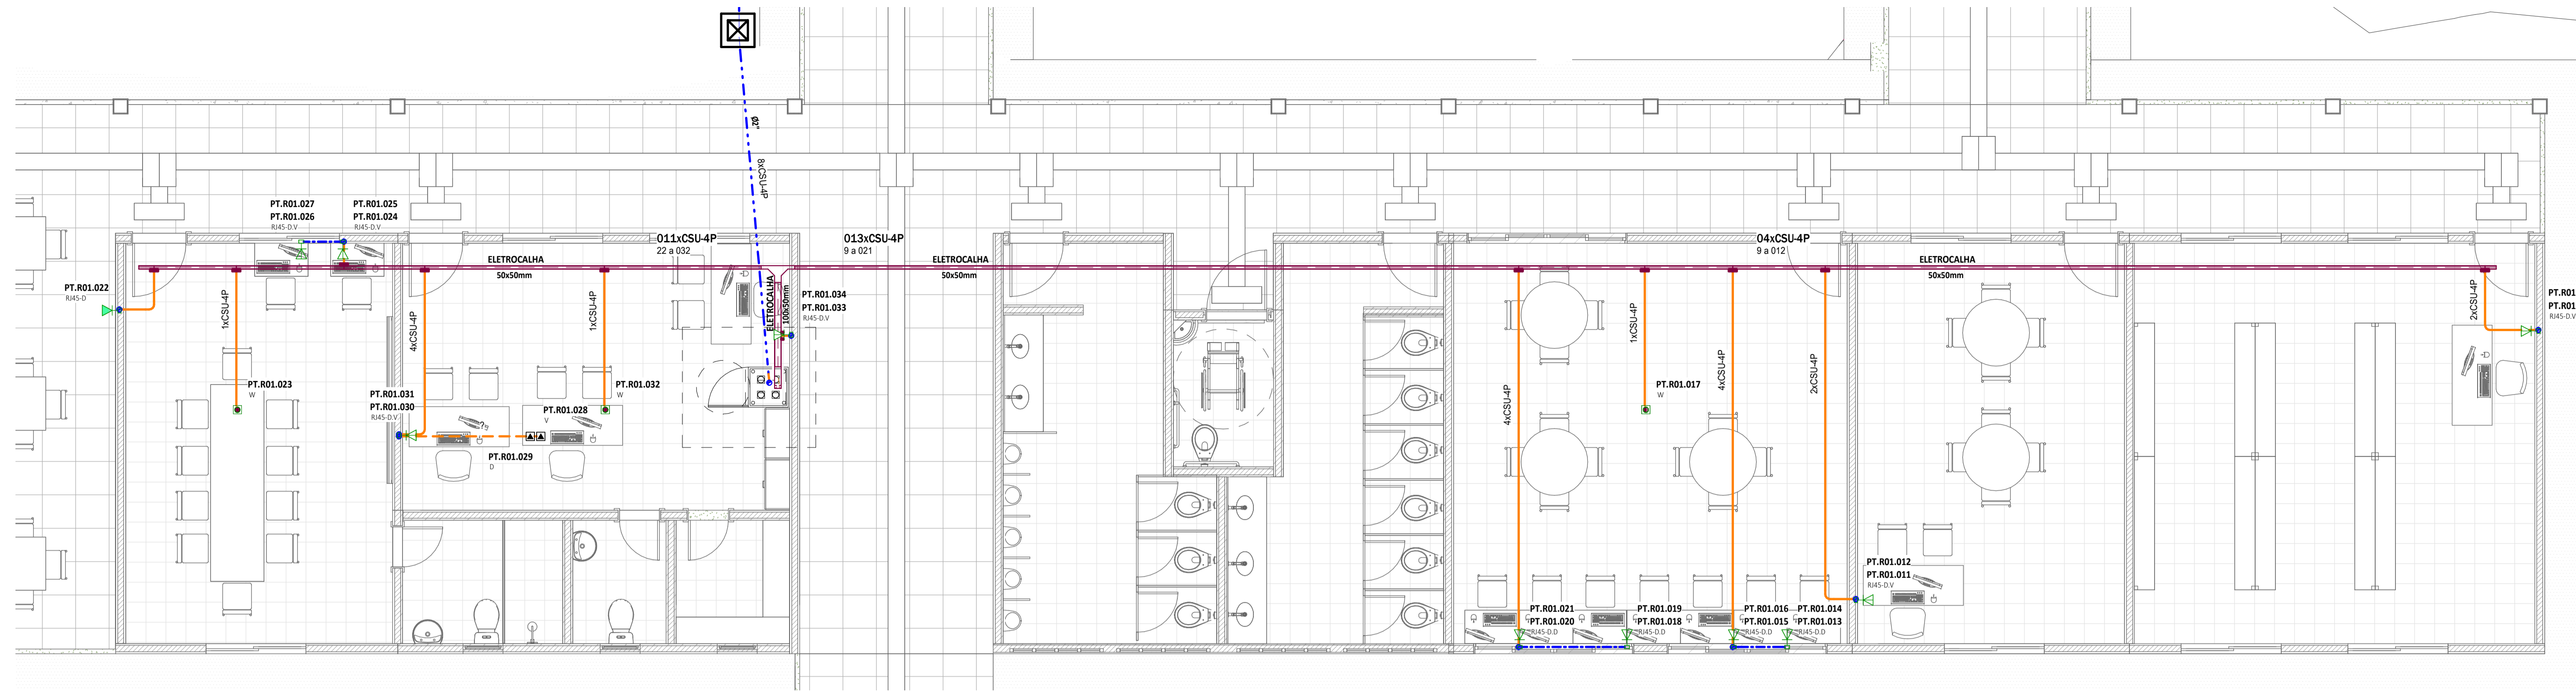 Ø2"
8xCSU-4P
PT.R01.027
PT.R01.026
RJ45-D.V
PT.R01.025
PT.R01.024
RJ45-D.V
011xCSU-4P
22 a 032
013xCSU-4P
9 a 021
04xCSU-4P
9 a 012
ELETROCALHA
50x50mm
ELETROCALHA
50x50mm
ELETROCALHA
50x50mm
ELETROCALHA
100x50mm
PT.R01.022
RJ45-D
1xCSU-4P
4xCSU-4P
1xCSU-4P
PT.R01.034
PT.R01.033
RJ45-D.V
PT.R01
PT.R01
RJ45-D.V
2xCSU-4P
1xCSU-4P
4xCSU-4P
4xCSU-4P
2xCSU-4P
PT.R01.023
W
PT.R01.031
PT.R01.030
RJ45-D.V
PT.R01.032
W
PT.R01.028
V
PT.R01.029
D
PT.R01.017
W
PT.R01.012
PT.R01.011
RJ45-D.V
PT.R01.021
PT.R01.020
RJ45-D.D
PT.R01.019
PT.R01.018
RJ45-D.D
PT.R01.016
PT.R01.015
RJ45-D.D
PT.R01.014
PT.R01.013
RJ45-D.D